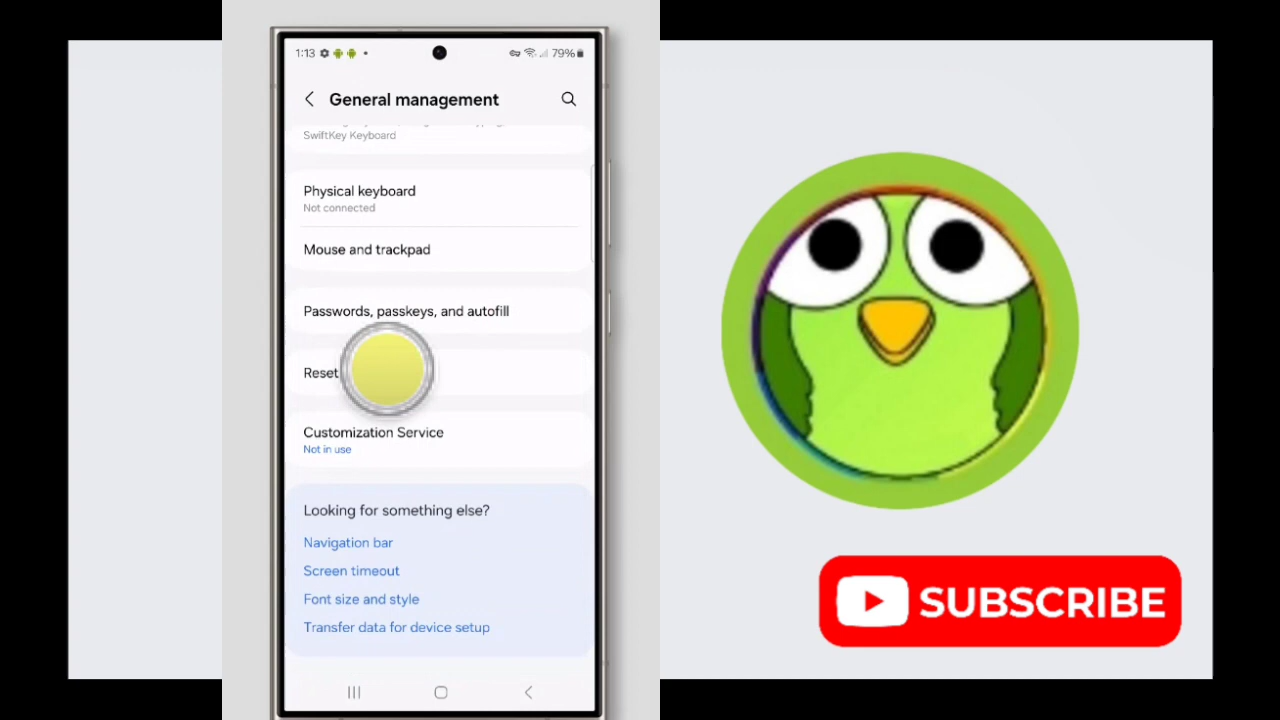 1:13
79%
General management
SwiftKey Keyboard
Physical keyboard
Not connected
Mouse and trackpad
Passwords, passkeys, and autofill
Reset
Customization Service
Not in use
Looking for something else?
Navigation bar
Screen timeout
Font size and style
Transfer data for device setup
SUBSCRIBE